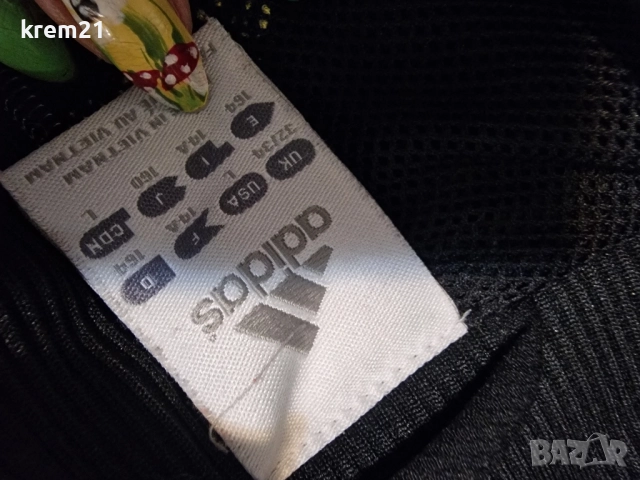 krem21
adidas
UK 32/34
E 164
USA L
I 14A
F 14A
J 160
D 164
CDN L
IN VIETNAM
AU VIETNAM
BAZAR